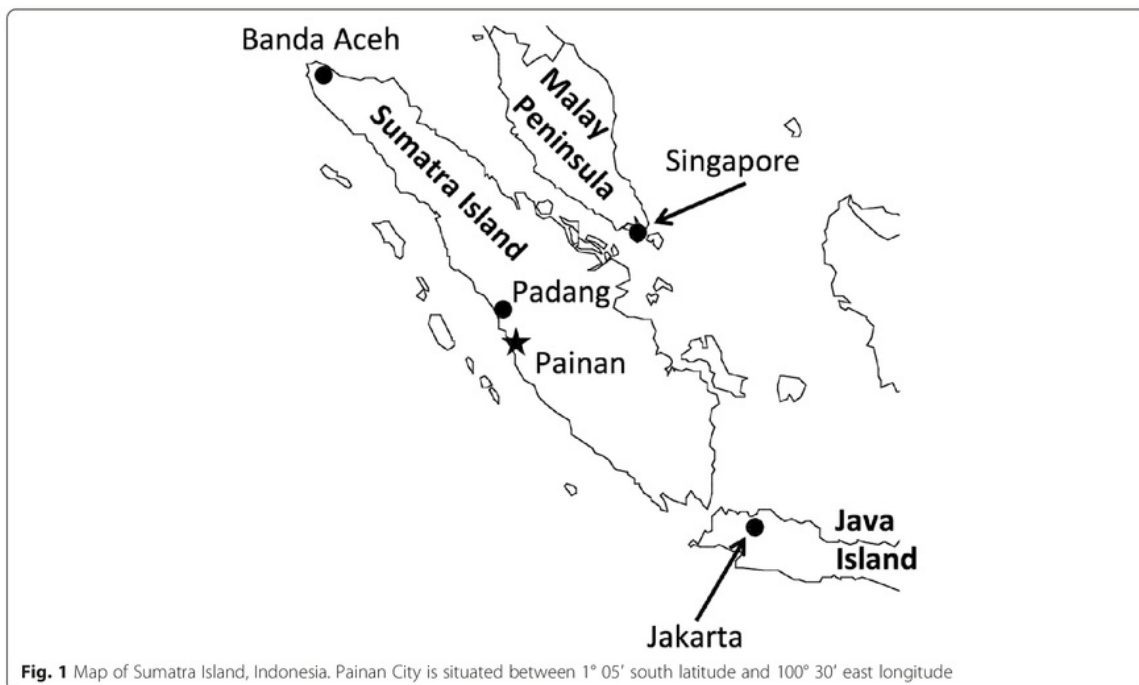 Banda Aceh
Malay
Peninsula
Sumatra Island
Singapore
Padang
Painan
Java
Island
Jakarta
Fig. 1 Map of Sumatra Island, Indonesia. Painan City is situated between 1° 05′ south latitude and 100° 30′ east longitude